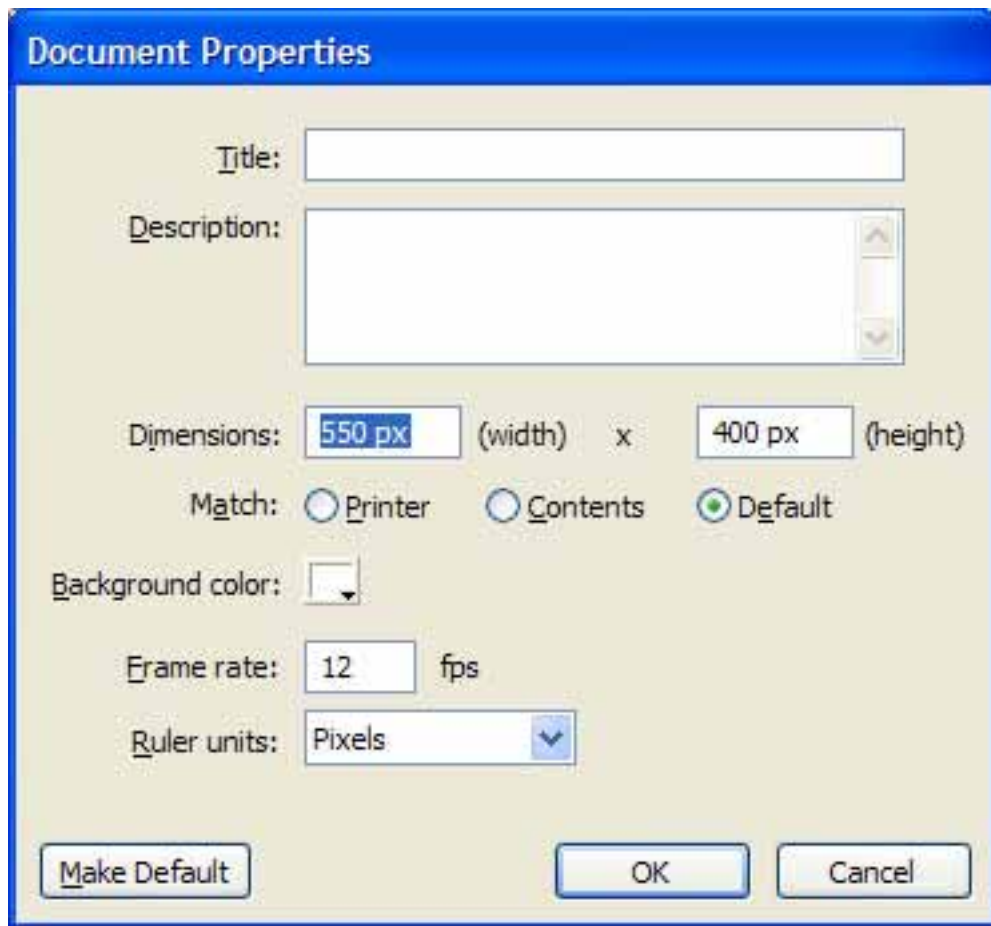 Document Properties
Title:
Description:
Dimensions: 550 px (width) x 400 px (height)
Match: Printer Contents Default
Background color:
Frame rate: 12 fps
Ruler units: Pixels
Make Default OK Cancel